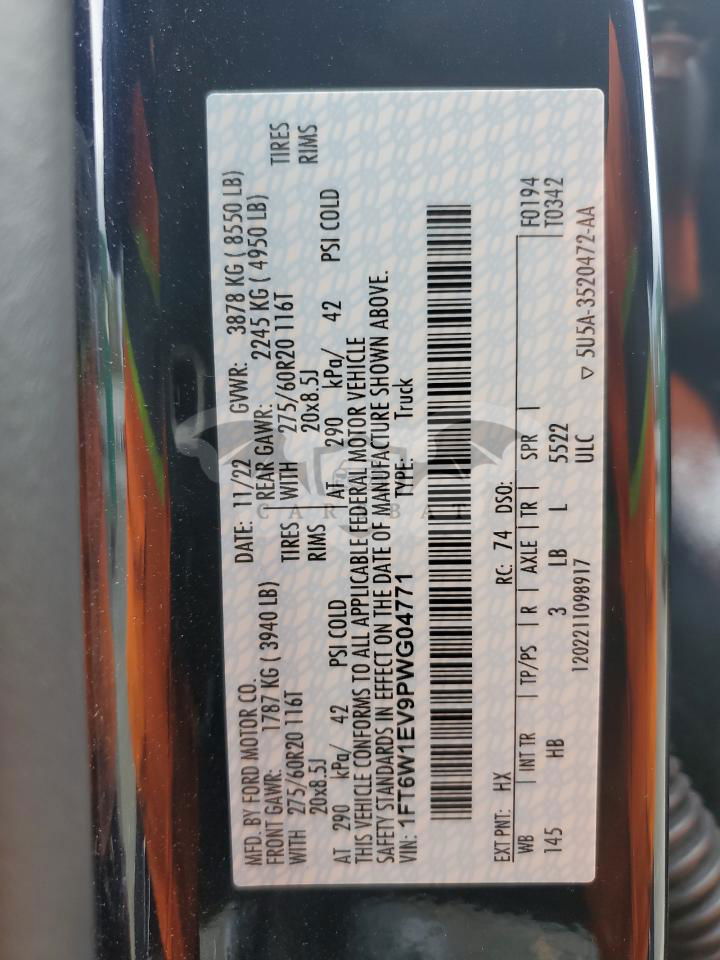 MFD. BY FORD MOTOR CO. DATE: 11/22 GVWR: 3878 KG ( 8550 LB)
FRONT GAWR: 1787 KG ( 3940 LB) REAR GAWR: 2245 KG ( 4950 LB)
WITH 275/60R20 116T TIRES WITH 275/60R20 116T TIRES
20x8.5J RIMS 20x8.5J RIMS
AT 290 kPa/ 42 PSI COLD AT 290 kPa/ 42 PSI COLD
THIS VEHICLE CONFORMS TO ALL APPLICABLE FEDERAL MOTOR VEHICLE
SAFETY STANDARDS IN EFFECT ON THE DATE OF MANUFACTURE SHOWN ABOVE.
VIN: 1FT6W1EV9PWG04771 TYPE: Truck
EXT PNT: HX RC: 74 DSO:
WB | INT TR | TP/PS | R | AXLE | TR | SPR | F0194
145 HB 3 LB L 5522 T0342
1202211098917 ULC ▽ 5U5A-3520472-AA
CAR BAT